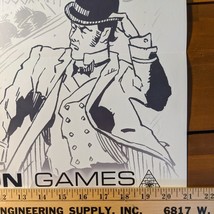 N GAMES
ENGINEERING SUPPLY, INC. 6817 W.